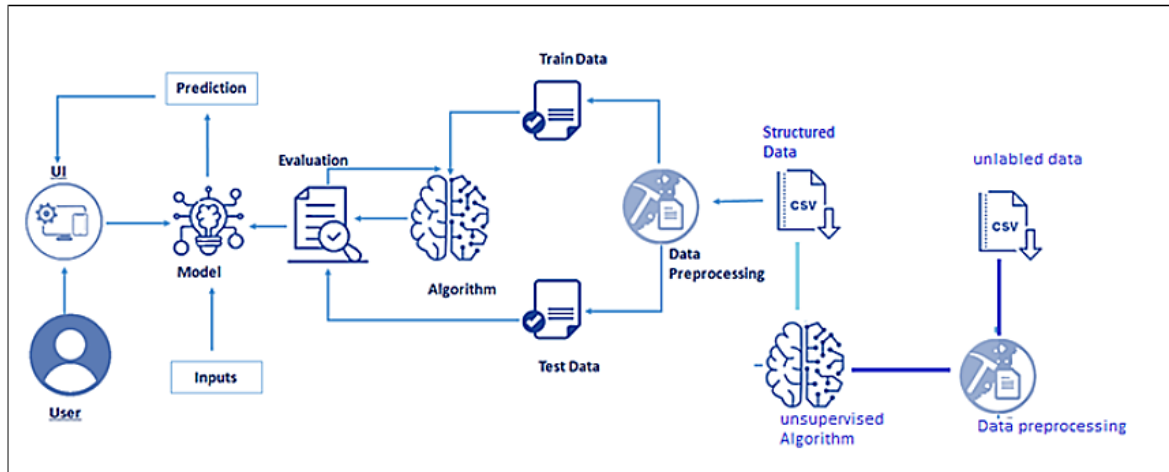 Train Data
Prediction
Structured
Data
Evaluation
unlabled data
UI
CSV
CSV
Data
Preprocessing
Model
Algorithm
Test Data
Inputs
User
unsupervised
Algorithm
Data preprocessing